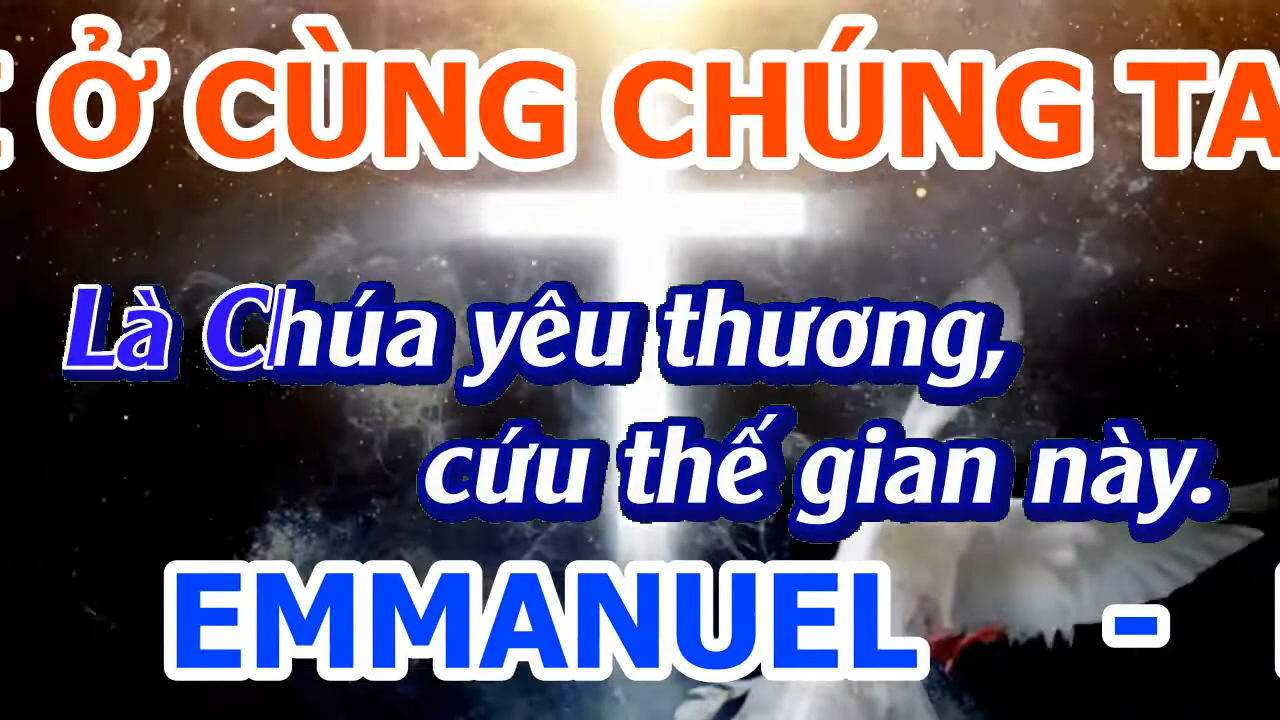 Ở CÙNG CHÚNG TA
Là Chúa yêu thương,
cứu thế gian này.
EMMANUEL -